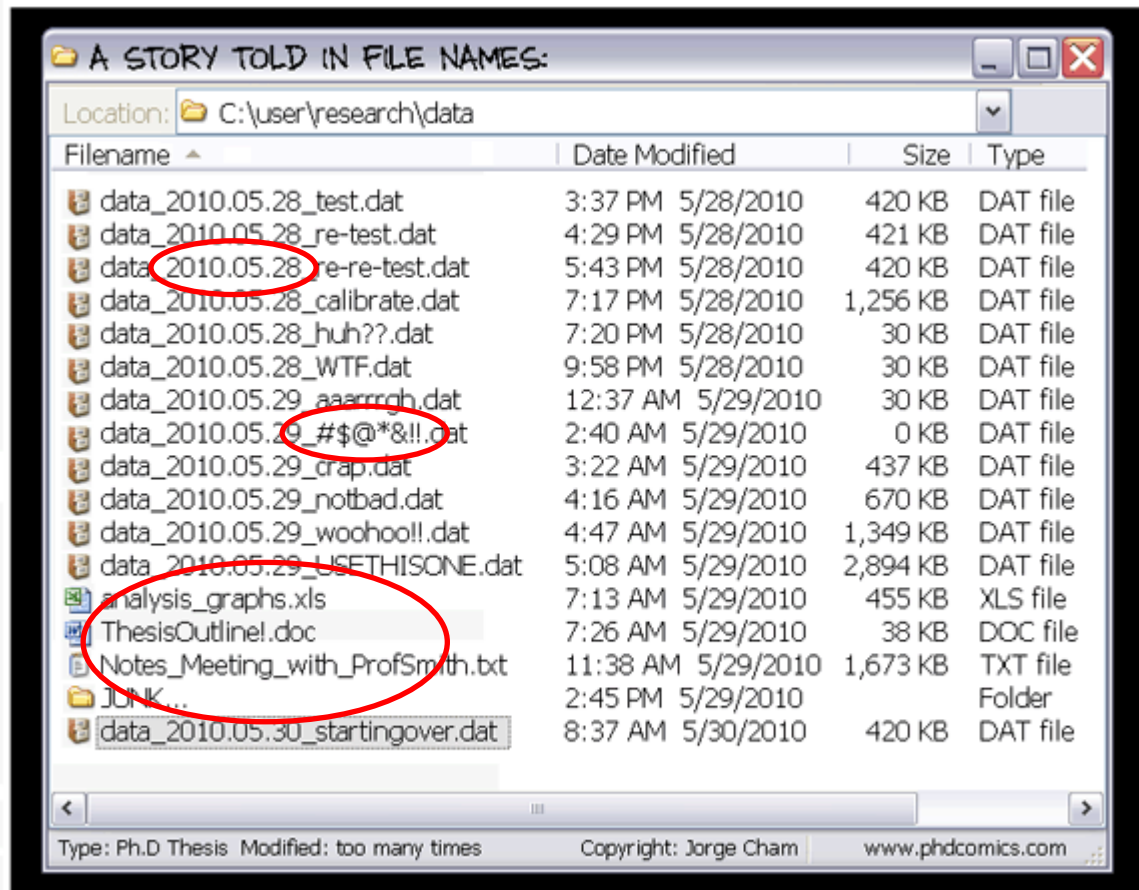 A STORY TOLD IN FILE NAMES:
Location: C:\user\research\data
Filename Date Modified Size Type
data_2010.05.28_test.dat 3:37 PM 5/28/2010 420 KB DAT file
data_2010.05.28_re-test.dat 4:29 PM 5/28/2010 421 KB DAT file
data_2010.05.28_re-re-test.dat 5:43 PM 5/28/2010 420 KB DAT file
data_2010.05.28_calibrate.dat 7:17 PM 5/28/2010 1,256 KB DAT file
data_2010.05.28_huh??.dat 7:20 PM 5/28/2010 30 KB DAT file
data_2010.05.28_WTF.dat 9:58 PM 5/28/2010 30 KB DAT file
data_2010.05.29_aaarrrgh.dat 12:37 AM 5/29/2010 30 KB DAT file
data_2010.05.29_#$@*&!!.dat 2:40 AM 5/29/2010 0 KB DAT file
data_2010.05.29_crap.dat 3:22 AM 5/29/2010 437 KB DAT file
data_2010.05.29_notbad.dat 4:16 AM 5/29/2010 670 KB DAT file
data_2010.05.29_woohoo!!.dat 4:47 AM 5/29/2010 1,349 KB DAT file
data_2010.05.29_USETHISONE.dat 5:08 AM 5/29/2010 2,894 KB DAT file
analysis_graphs.xls 7:13 AM 5/29/2010 455 KB XLS file
ThesisOutline!.doc 7:26 AM 5/29/2010 38 KB DOC file
Notes_Meeting_with_ProfSmith.txt 11:38 AM 5/29/2010 1,673 KB TXT file
JUNK... 2:45 PM 5/29/2010 Folder
data_2010.05.30_startingover.dat 8:37 AM 5/30/2010 420 KB DAT file
Type: Ph.D Thesis Modified: too many times Copyright: Jorge Cham www.phdcomics.com